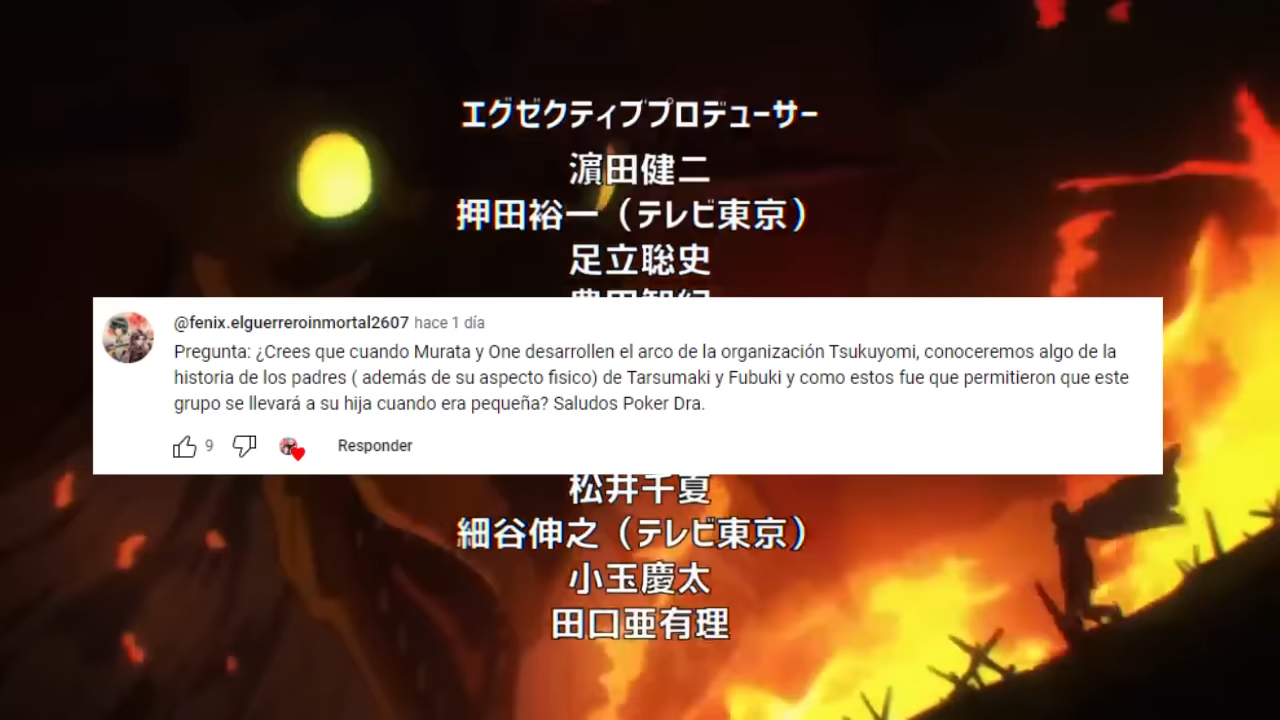 エグゼクティブプロデューサー
濵田健二
押田裕一（テレビ東京）
足立聡史
@fenix.elguerreroinmortal2607 hace 1 día
Pregunta: ¿Crees que cuando Murata y One desarrollen el arco de la organización Tsukuyomi, conoceremos algo de la
historia de los padres ( además de su aspecto fisico) de Tarsumaki y Fubuki y como estos fue que permitieron que este
grupo se llevará a su hija cuando era pequeña? Saludos Poker Dra.
9 Responder
松井千夏
細谷伸之（テレビ東京）
小玉慶太
田口亜有理